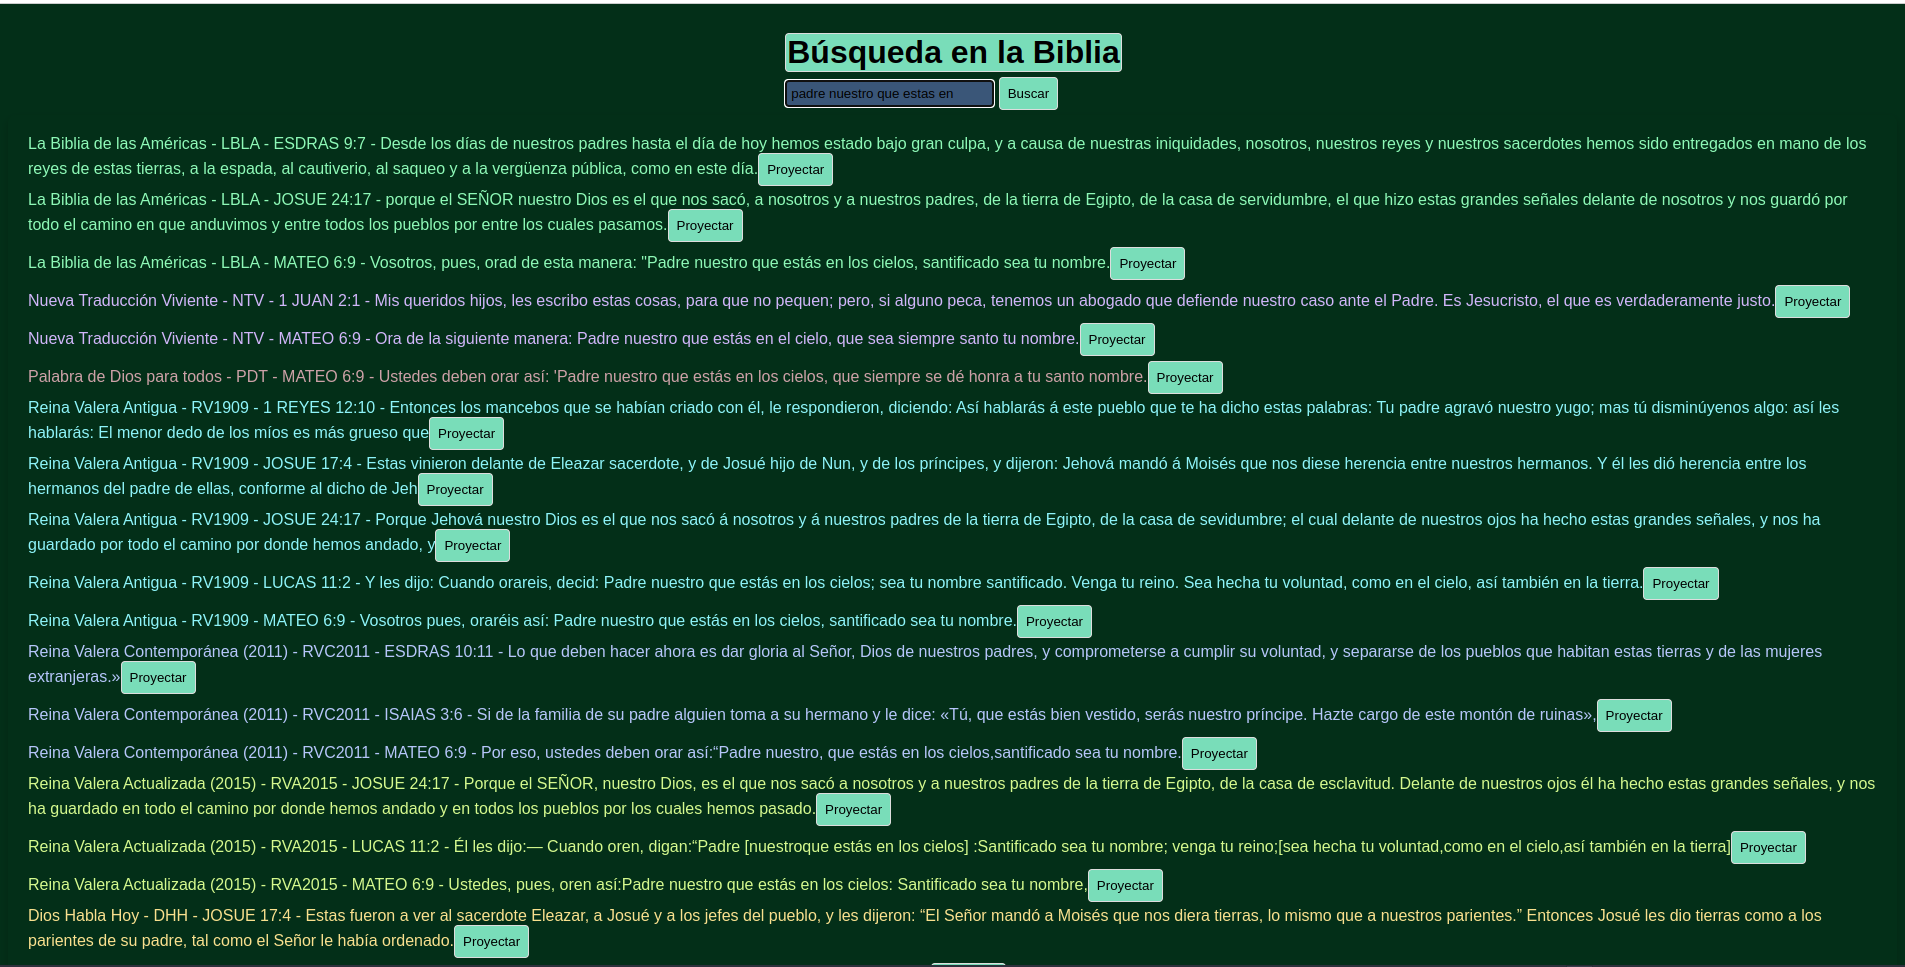 Búsqueda en la Biblia
padre nuestro que estas en Buscar
La Biblia de las Américas - LBLA - ESDRAS 9:7 - Desde los días de nuestros padres hasta el día de hoy hemos estado bajo gran culpa, y a causa de nuestras iniquidades, nosotros, nuestros reyes y nuestros sacerdotes hemos sido entregados en mano de los
reyes de estas tierras, a la espada, al cautiverio, al saqueo y a la vergüenza pública, como en este día. Proyectar
La Biblia de las Américas - LBLA - JOSUE 24:17 - porque el SEÑOR nuestro Dios es el que nos sacó, a nosotros y a nuestros padres, de la tierra de Egipto, de la casa de servidumbre, el que hizo estas grandes señales delante de nosotros y nos guardó por
todo el camino en que anduvimos y entre todos los pueblos por entre los cuales pasamos. Proyectar
La Biblia de las Américas - LBLA - MATEO 6:9 - Vosotros, pues, orad de esta manera: "Padre nuestro que estás en los cielos, santificado sea tu nombre. Proyectar
Nueva Traducción Viviente - NTV - 1 JUAN 2:1 - Mis queridos hijos, les escribo estas cosas, para que no pequen; pero, si alguno peca, tenemos un abogado que defiende nuestro caso ante el Padre. Es Jesucristo, el que es verdaderamente justo. Proyectar
Nueva Traducción Viviente - NTV - MATEO 6:9 - Ora de la siguiente manera: Padre nuestro que estás en el cielo, que sea siempre santo tu nombre. Proyectar
Palabra de Dios para todos - PDT - MATEO 6:9 - Ustedes deben orar así: 'Padre nuestro que estás en los cielos, que siempre se dé honra a tu santo nombre. Proyectar
Reina Valera Antigua - RV1909 - 1 REYES 12:10 - Entonces los mancebos que se habían criado con él, le respondieron, diciendo: Así hablarás á este pueblo que te ha dicho estas palabras: Tu padre agravó nuestro yugo; mas tú disminúyenos algo: así les
hablarás: El menor dedo de los míos es más grueso que Proyectar
Reina Valera Antigua - RV1909 - JOSUE 17:4 - Estas vinieron delante de Eleazar sacerdote, y de Josué hijo de Nun, y de los príncipes, y dijeron: Jehová mandó á Moisés que nos diese herencia entre nuestros hermanos. Y él les dió herencia entre los
hermanos del padre de ellas, conforme al dicho de Jeh Proyectar
Reina Valera Antigua - RV1909 - JOSUE 24:17 - Porque Jehová nuestro Dios es el que nos sacó á nosotros y á nuestros padres de la tierra de Egipto, de la casa de sevidumbre; el cual delante de nuestros ojos ha hecho estas grandes señales, y nos ha
guardado por todo el camino por donde hemos andado, y Proyectar
Reina Valera Antigua - RV1909 - LUCAS 11:2 - Y les dijo: Cuando orareis, decid: Padre nuestro que estás en los cielos; sea tu nombre santificado. Venga tu reino. Sea hecha tu voluntad, como en el cielo, así también en la tierra. Proyectar
Reina Valera Antigua - RV1909 - MATEO 6:9 - Vosotros pues, oraréis así: Padre nuestro que estás en los cielos, santificado sea tu nombre. Proyectar
Reina Valera Contemporánea (2011) - RVC2011 - ESDRAS 10:11 - Lo que deben hacer ahora es dar gloria al Señor, Dios de nuestros padres, y comprometerse a cumplir su voluntad, y separarse de los pueblos que habitan estas tierras y de las mujeres
extranjeras.» Proyectar
Reina Valera Contemporánea (2011) - RVC2011 - ISAIAS 3:6 - Si de la familia de su padre alguien toma a su hermano y le dice: «Tú, que estás bien vestido, serás nuestro príncipe. Hazte cargo de este montón de ruinas», Proyectar
Reina Valera Contemporánea (2011) - RVC2011 - MATEO 6:9 - Por eso, ustedes deben orar así:“Padre nuestro, que estás en los cielos,santificado sea tu nombre. Proyectar
Reina Valera Actualizada (2015) - RVA2015 - JOSUE 24:17 - Porque el SEÑOR, nuestro Dios, es el que nos sacó a nosotros y a nuestros padres de la tierra de Egipto, de la casa de esclavitud. Delante de nuestros ojos él ha hecho estas grandes señales, y nos
ha guardado en todo el camino por donde hemos andado y en todos los pueblos por los cuales hemos pasado. Proyectar
Reina Valera Actualizada (2015) - RVA2015 - LUCAS 11:2 - Él les dijo:— Cuando oren, digan:“Padre [nuestroque estás en los cielos] :Santificado sea tu nombre; venga tu reino;[sea hecha tu voluntad,como en el cielo,así también en la tierra] Proyectar
Reina Valera Actualizada (2015) - RVA2015 - MATEO 6:9 - Ustedes, pues, oren así:Padre nuestro que estás en los cielos: Santificado sea tu nombre, Proyectar
Dios Habla Hoy - DHH - JOSUE 17:4 - Estas fueron a ver al sacerdote Eleazar, a Josué y a los jefes del pueblo, y les dijeron: “El Señor mandó a Moisés que nos diera tierras, lo mismo que a nuestros parientes.” Entonces Josué les dio tierras como a los
parientes de su padre, tal como el Señor le había ordenado. Proyectar